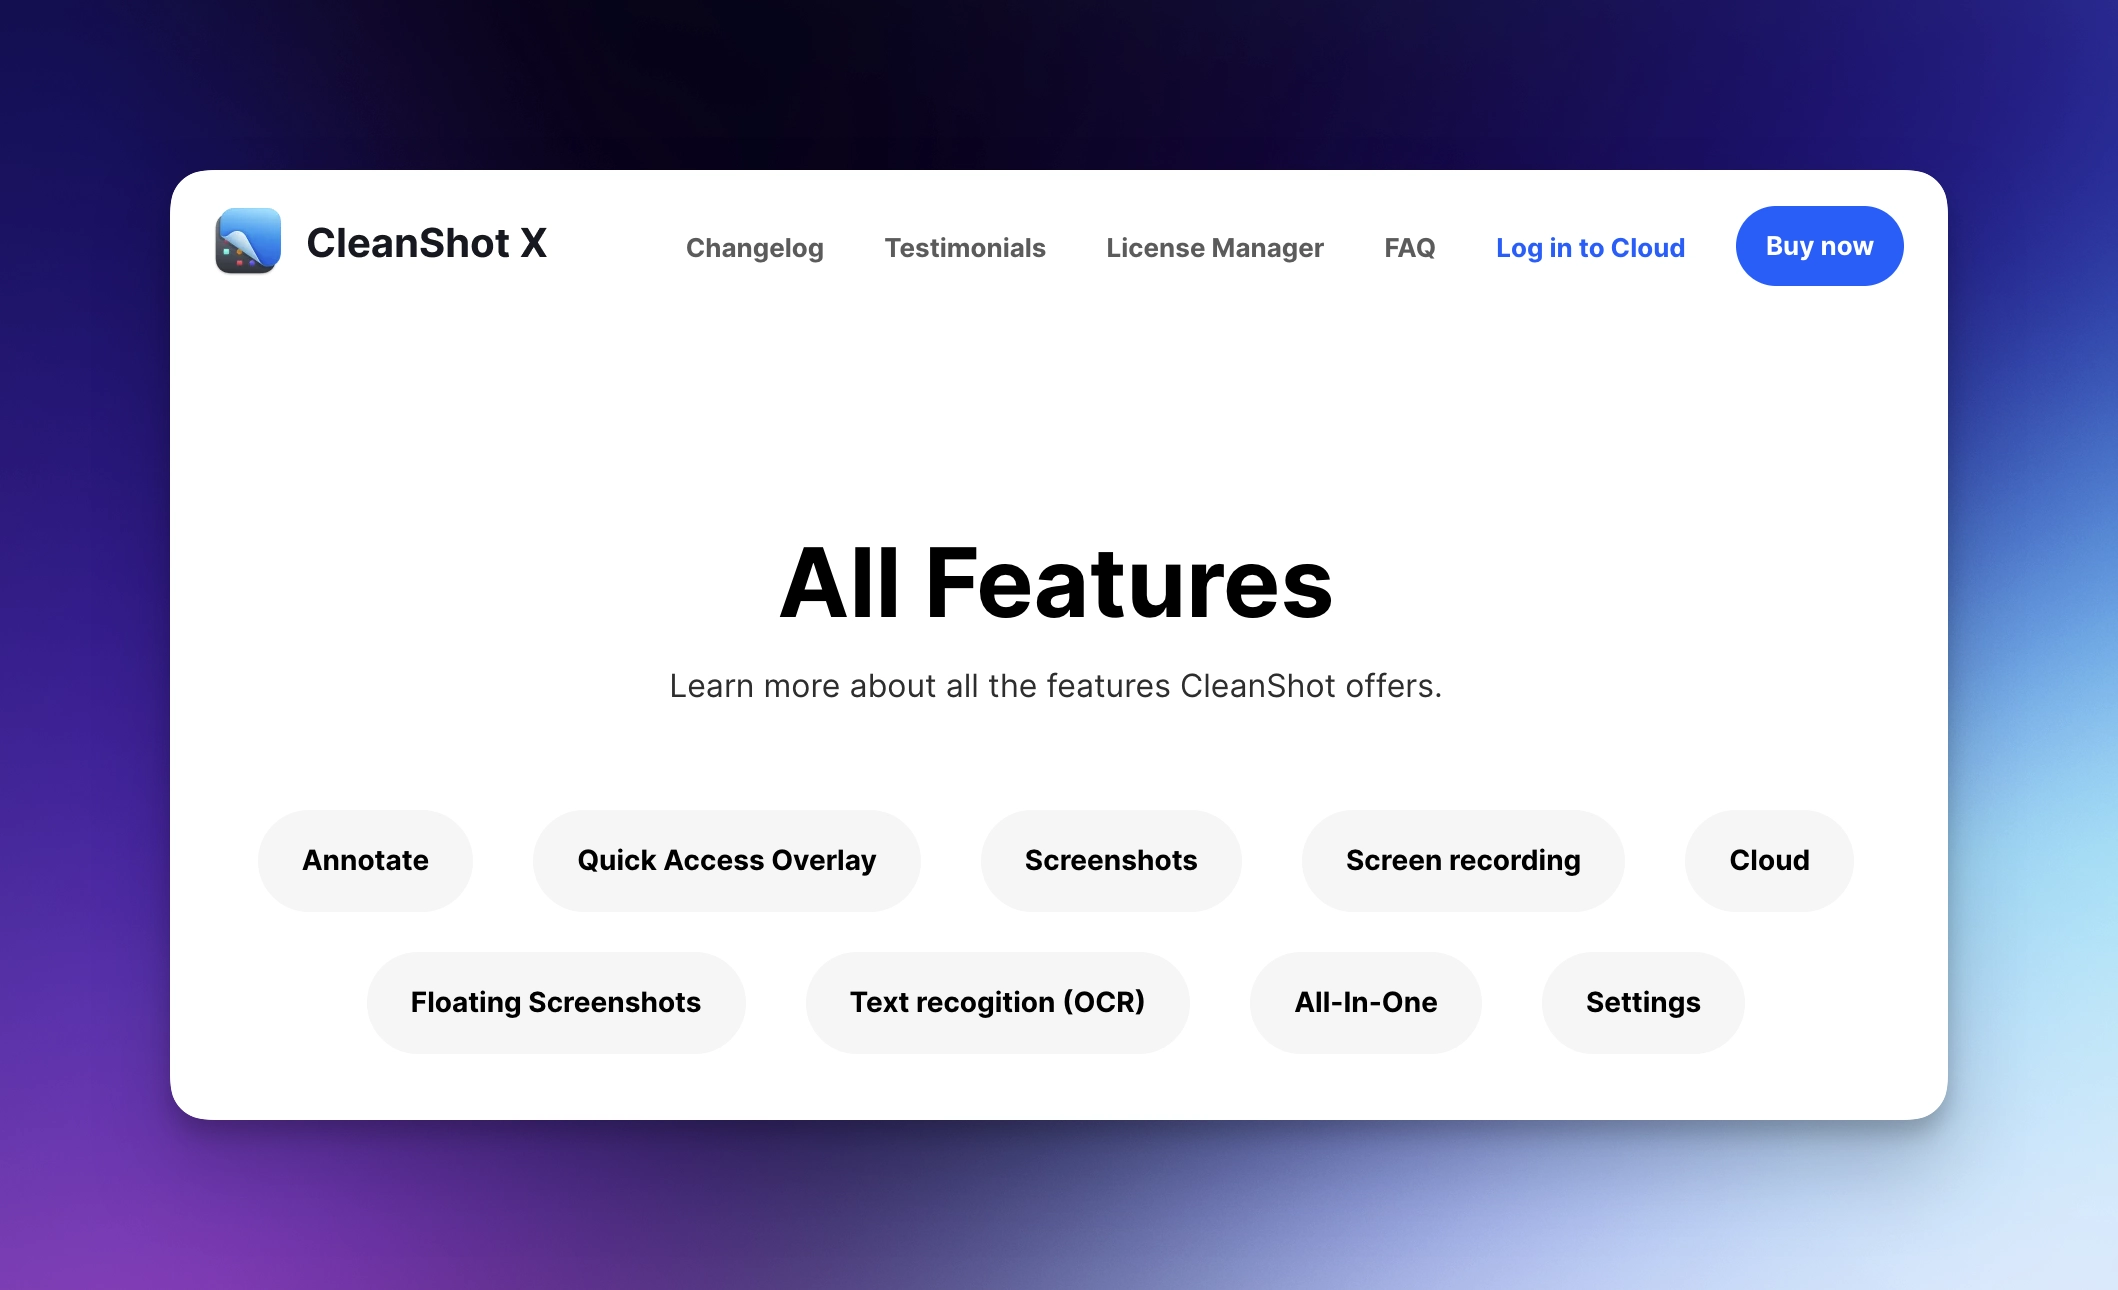 CleanShot X Changelog Testimonials License Manager FAQ Log in to Cloud Buy now
All Features
Learn more about all the features CleanShot offers.
Annotate Quick Access Overlay Screenshots Screen recording Cloud
Floating Screenshots Text recogition (OCR) All-In-One Settings